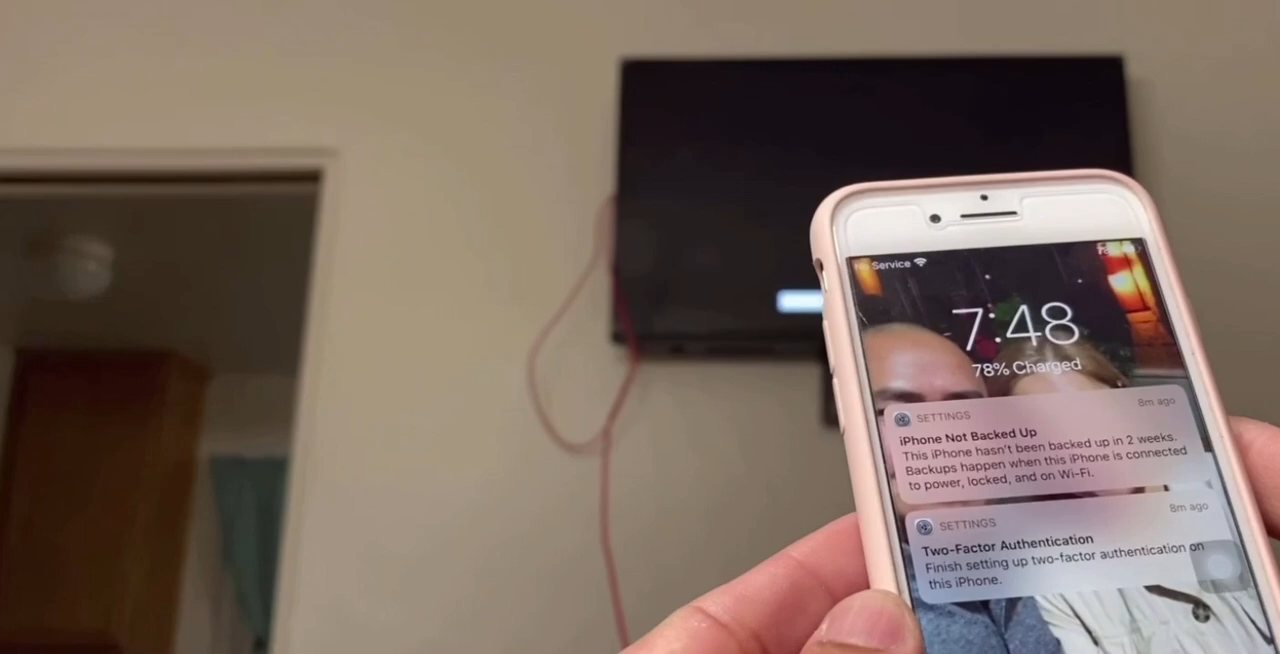 No Service
7:48
78% Charged
SETTINGS
8m ago
iPhone Not Backed Up
This iPhone hasn't been backed up in 2 weeks.
Backups happen when this iPhone is connected
to power, locked, and on Wi-Fi.
SETTINGS
8m ago
Two-Factor Authentication
Finish setting up two-factor authentication on
this iPhone.